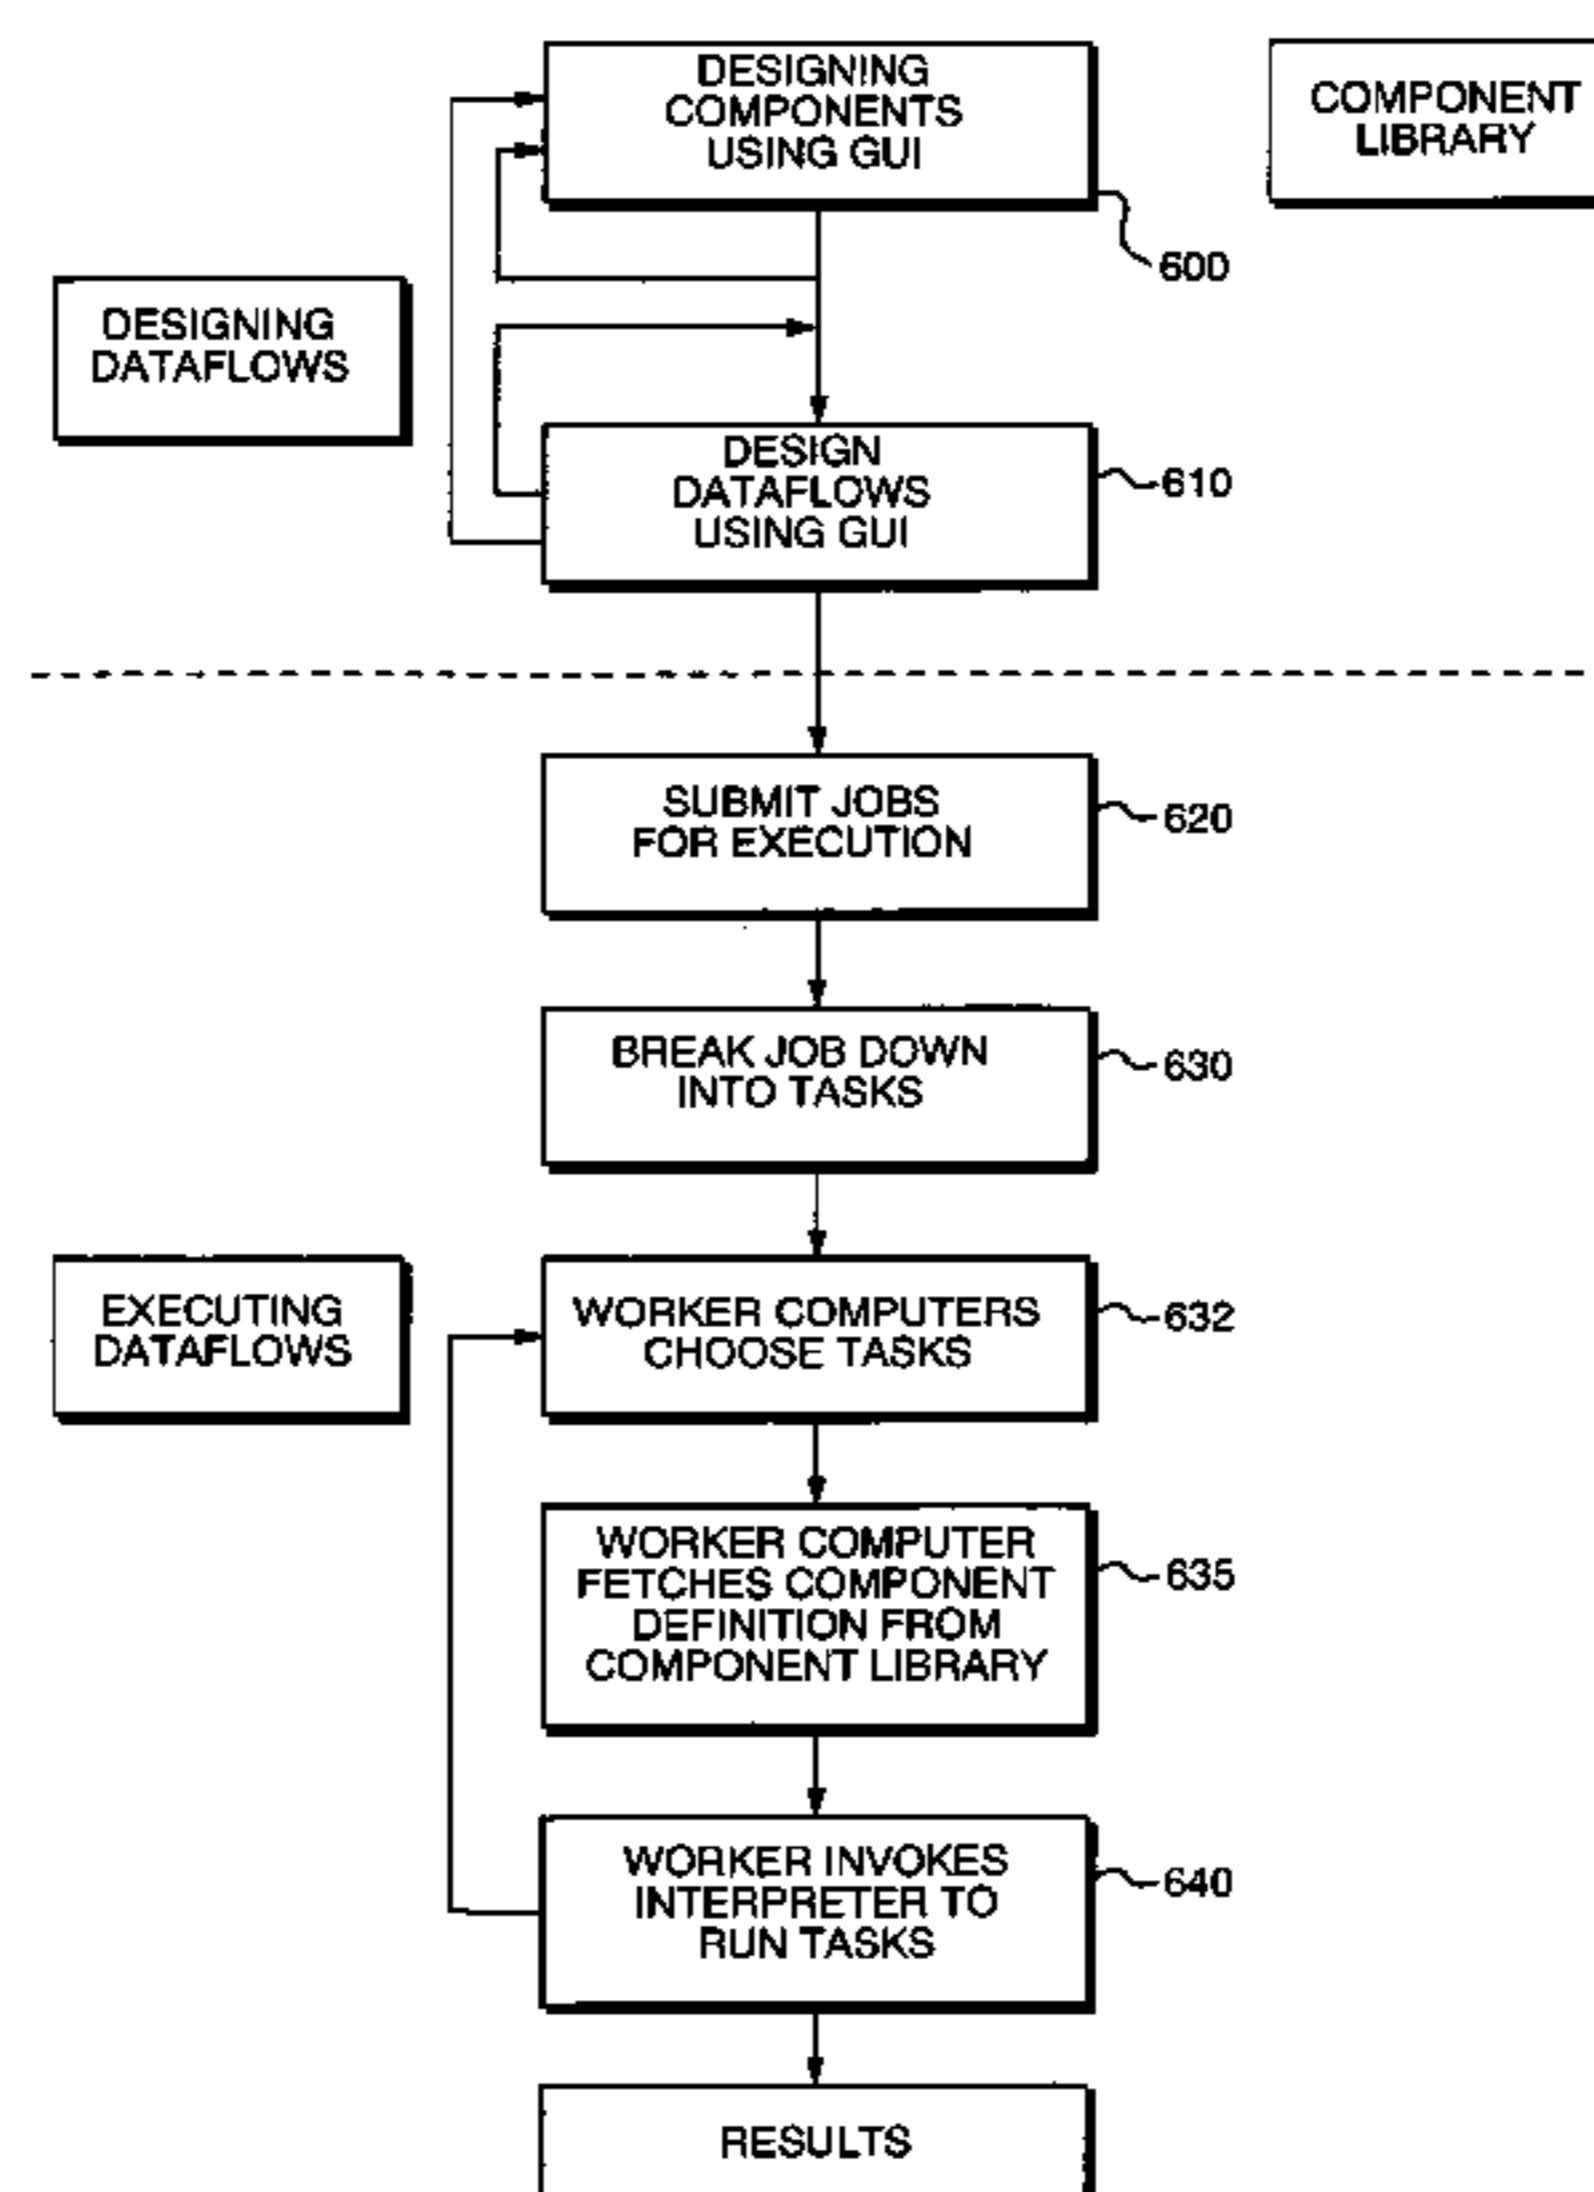 DESIGNING
COMPONENTS
USING GUI
COMPONENT
LIBRARY
600
DESIGNING
DATAFLOWS
DESIGN
DATAFLOWS
USING GUI
610
SUBMIT JOBS
FOR EXECUTION
620
BREAK JOB DOWN
INTO TASKS
630
EXECUTING
DATAFLOWS
WORKER COMPUTERS
CHOOSE TASKS
632
WORKER COMPUTER
FETCHES COMPONENT
DEFINITION FROM
COMPONENT LIBRARY
635
WORKER INVOKES
INTERPRETER TO
RUN TASKS
640
RESULTS